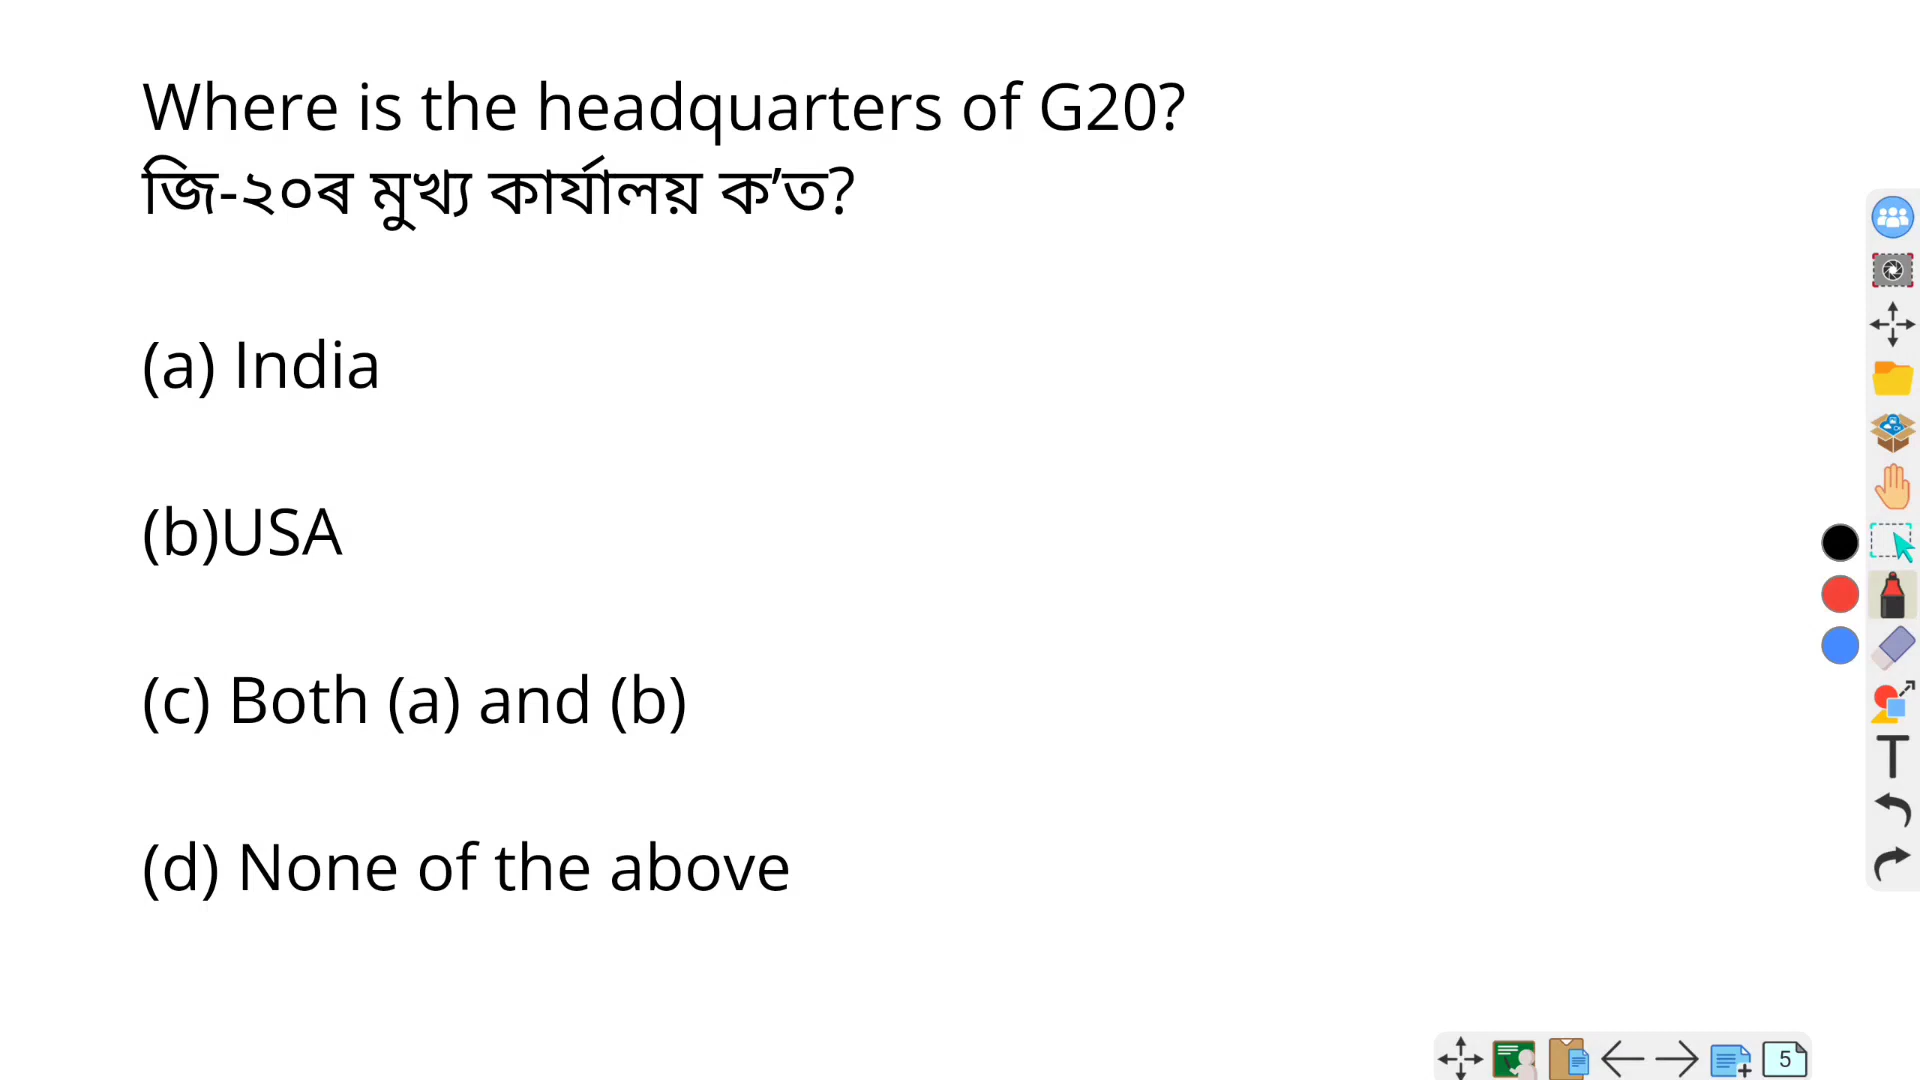 Where is the headquarters of G20?
জি-২০ৰ মুখ্য কাৰ্যালয় ক’ত?
(a) India
(b)USA
(c) Both (a) and (b)
(d) None of the above
T
5